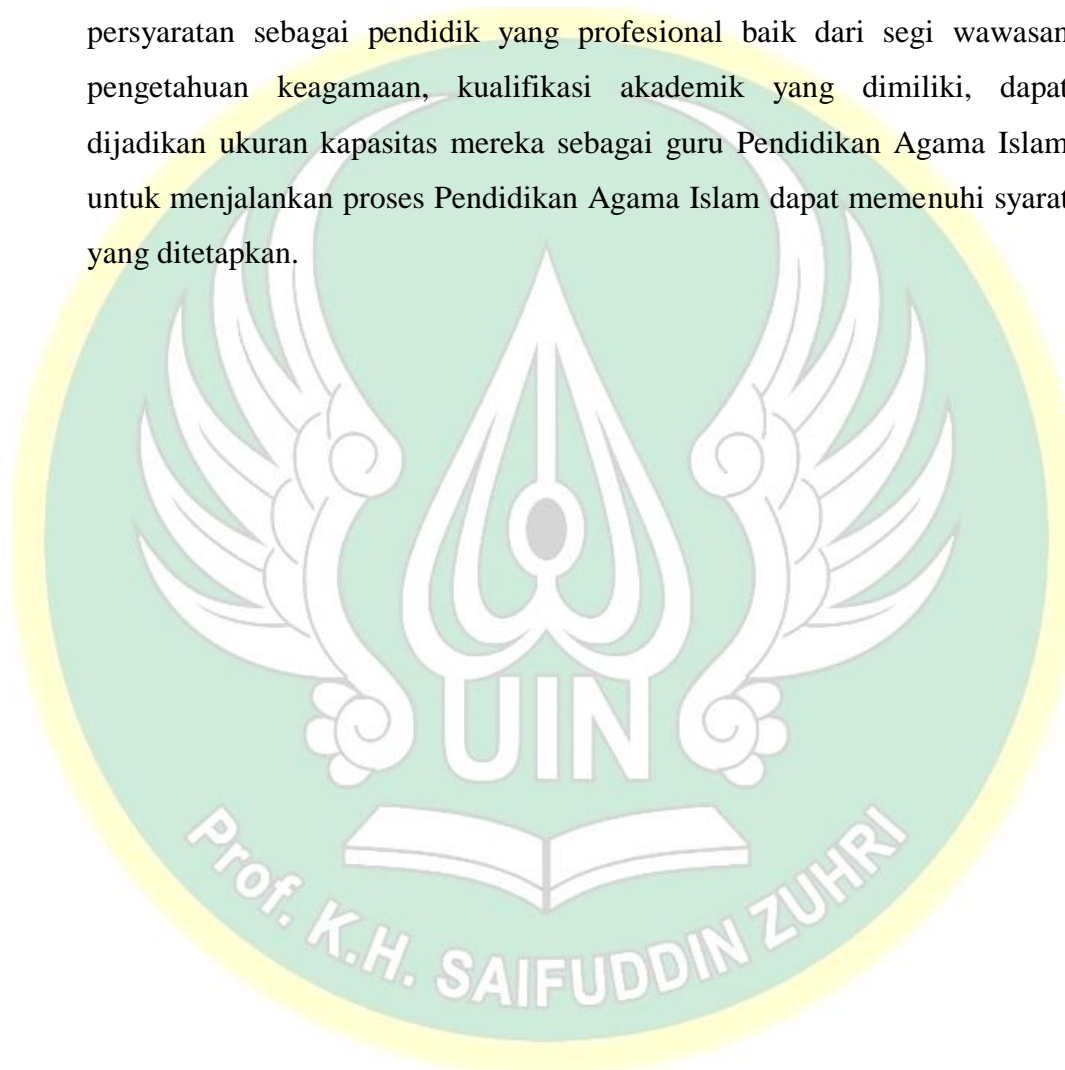 persyaratan sebagai pendidik yang profesional baik dari segi wawasan
pengetahuan keagamaan, kualifikasi akademik yang dimiliki, dapat
dijadikan ukuran kapasitas mereka sebagai guru Pendidikan Agama Islam
untuk menjalankan proses Pendidikan Agama Islam dapat memenuhi syarat
yang ditetapkan.
UIN
Prof. K.H. SAIFUDDIN ZUHRI